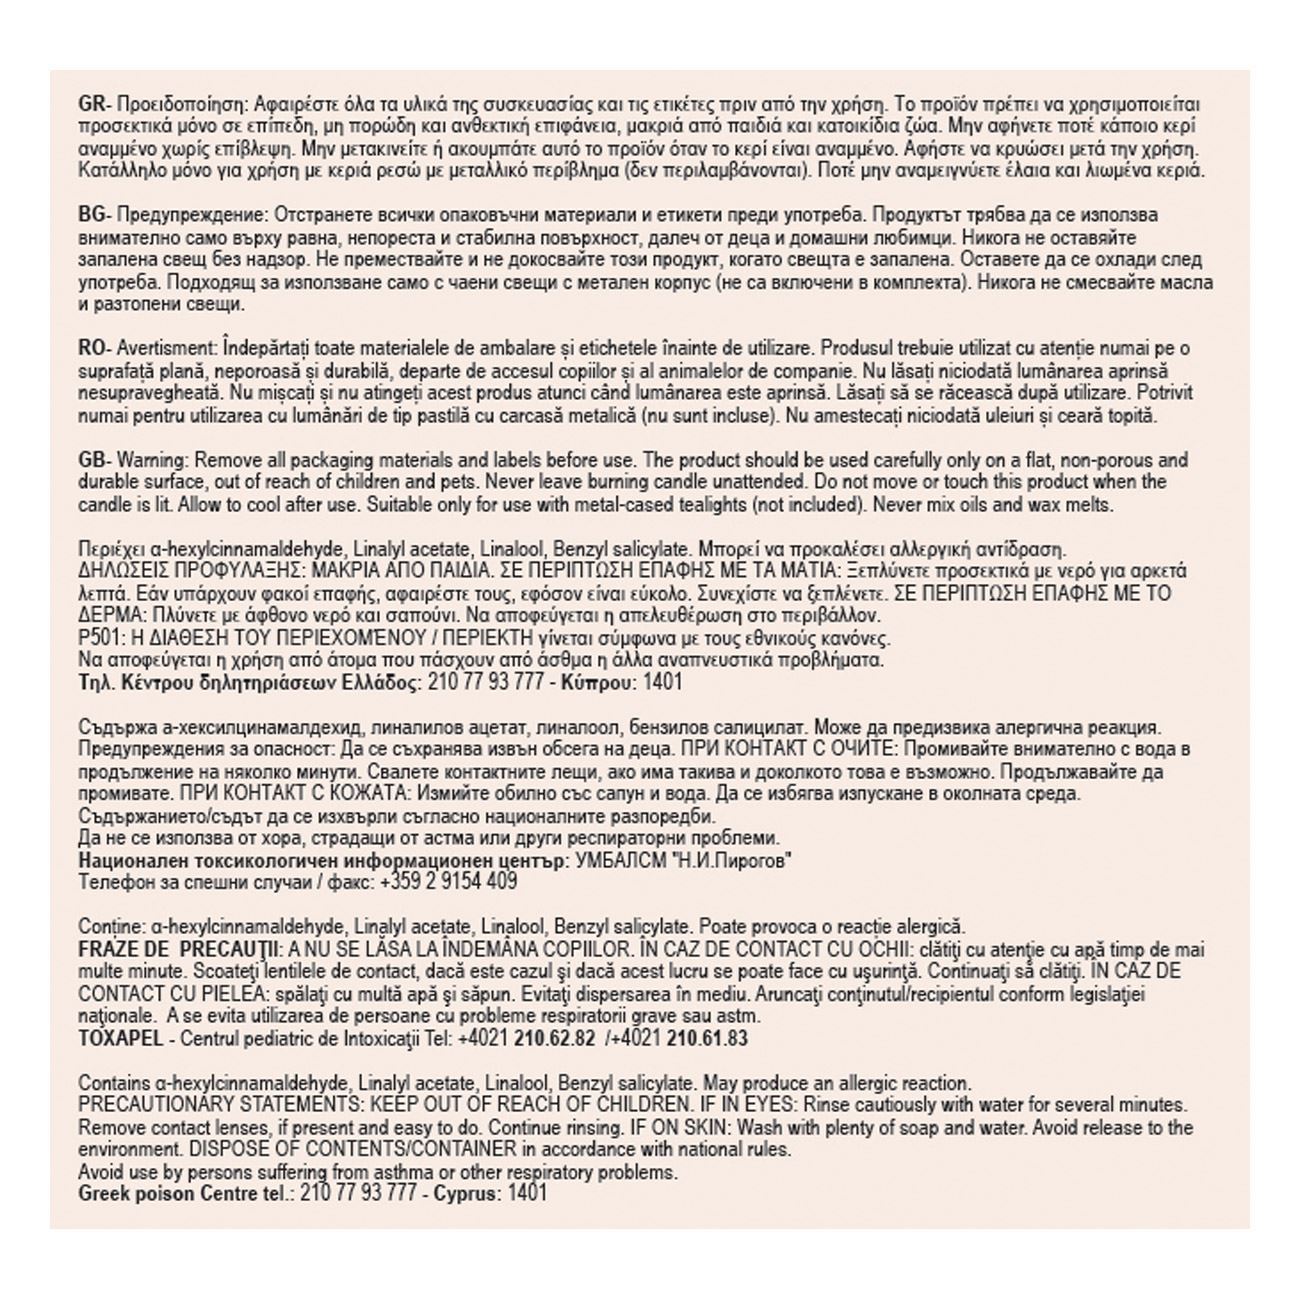 GR- Προειδοποίηση: Αφαιρέστε όλα τα υλικά της συσκευασίας και τις ετικέτες πριν από την χρήση. Το προϊόν πρέπει να χρησιμοποιείται
προσεκτικά μόνο σε επίπεδη, μη πορώδη και ανθεκτική επιφάνεια, μακριά από παιδιά και κατοικίδια ζώα. Μην αφήνετε ποτέ κάποιο κερί
αναμμένο χωρίς επίβλεψη. Μην μετακινείτε ή ακουμπάτε αυτό το προϊόν όταν το κερί είναι αναμμένο. Αφήστε να κρυώσει μετά την χρήση.
Κατάλληλο μόνο για χρήση με κεριά ρεσώ με μεταλλικό περίβλημα (δεν περιλαμβάνονται). Ποτέ μην αναμειγνύετε έλαια και λιωμένα κεριά.
BG- Предупреждение: Отстранете всички опаковъчни материали и етикети преди употреба. Продуктът трябва да се използва
внимателно само върху равна, непореста и стабилна повърхност, далеч от деца и домашни любимци. Никога не оставяйте
запалена свещ без надзор. Не премествайте и не докосвайте този продукт, когато свещта е запалена. Оставете да се охлади след
употреба. Подходящ за използване само с чаени свещи с метален корпус (не са включени в комплекта). Никога не смесвайте масла
и разтопени свещи.
RO- Avertisment: Îndepărtați toate materialele de ambalare și etichetele înainte de utilizare. Produsul trebuie utilizat cu atenție numai pe o
suprafață plană, neporoasă și durabilă, departe de accesul copiilor și al animalelor de companie. Nu lăsați niciodată lumânarea aprinsă
nesupravegheată. Nu mișcați și nu atingeți acest produs atunci când lumânarea este aprinsă. Lăsați să se răcească după utilizare. Potrivit
numai pentru utilizarea cu lumânări de tip pastilă cu carcasă metalică (nu sunt incluse). Nu amestecați niciodată uleiuri și ceară topită.
GB- Warning: Remove all packaging materials and labels before use. The product should be used carefully only on a flat, non-porous and
durable surface, out of reach of children and pets. Never leave burning candle unattended. Do not move or touch this product when the
candle is lit. Allow to cool after use. Suitable only for use with metal-cased tealights (not included). Never mix oils and wax melts.
Περιέχει α-hexylcinnamaldehyde, Linalyl acetate, Linalool, Benzyl salicylate. Μπορεί να προκαλέσει αλλεργική αντίδραση.
ΔΗΛΩΣΕΙΣ ΠΡΟΦΥΛΑΞΗΣ: ΜΑΚΡΙΑ ΑΠΟ ΠΑΙΔΙΑ. ΣΕ ΠΕΡΙΠΤΩΣΗ ΕΠΑΦΗΣ ΜΕ ΤΑ ΜΑΤΙΑ: Ξεπλύνετε προσεκτικά με νερό για αρκετά
λεπτά. Εάν υπάρχουν φακοί επαφής, αφαιρέστε τους, εφόσον είναι εύκολο. Συνεχίστε να ξεπλένετε. ΣΕ ΠΕΡΙΠΤΩΣΗ ΕΠΑΦΗΣ ΜΕ ΤΟ
ΔΕΡΜΑ: Πλύνετε με άφθονο νερό και σαπούνι. Να αποφεύγεται η απελευθέρωση στο περιβάλλον.
P501: Η ΔΙΑΘΕΣΗ ΤΟΥ ΠΕΡΙΕΧΟΜΈΝΟΥ / ΠΕΡΙΕΚΤΗ γίνεται σύμφωνα με τους εθνικούς κανόνες.
Να αποφεύγεται η χρήση από άτομα που πάσχουν από άσθμα η άλλα αναπνευστικά προβλήματα.
Τηλ. Κέντρου δηλητηριάσεων Ελλάδος: 210 77 93 777 - Κύπρου: 1401
Съдържа а-хексилцинамалдехид, линалилов ацетат, линалоол, бензилов салицилат. Може да предизвика алергична реакция.
Предупреждения за опасност: Да се съхранява извън обсега на деца. ПРИ КОНТАКТ С ОЧИТЕ: Промивайте внимателно с вода в
продължение на няколко минути. Свалете контактните лещи, ако има такива и доколкото това е възможно. Продължавайте да
промивате. ПРИ КОНТАКТ С КОЖАТА: Измийте обилно със сапун и вода. Да се избягва изпускане в околната среда.
Съдържанието/съдът да се изхвърли съгласно националните разпоредби.
Да не се използва от хора, страдащи от астма или други респираторни проблеми.
Национален токсикологичен информационен център: УМБАЛСМ "Н.И.Пирогов"
Телефон за спешни случаи / факс: +359 2 9154 409
Conține: α-hexylcinnamaldehyde, Linalyl acetate, Linalool, Benzyl salicylate. Poate provoca o reacție alergică.
FRAZE DE PRECAUŢII: A NU SE LĂSA LA ÎNDEMÂNA COPIILOR. ÎN CAZ DE CONTACT CU OCHII: clătiţi cu atenţie cu apă timp de mai
multe minute. Scoateţi lentilele de contact, dacă este cazul şi dacă acest lucru se poate face cu uşurinţă. Continuaţi să clătiţi. ÎN CAZ DE
CONTACT CU PIELEA: spălaţi cu multă apă şi săpun. Evitaţi dispersarea în mediu. Aruncaţi conţinutul/recipientul conform legislaţiei
naţionale. A se evita utilizarea de persoane cu probleme respiratorii grave sau astm.
TOXAPEL - Centrul pediatric de Intoxicaţii Tel: +4021 210.62.82 /+4021 210.61.83
Contains α-hexylcinnamaldehyde, Linalyl acetate, Linalool, Benzyl salicylate. May produce an allergic reaction.
PRECAUTIONARY STATEMENTS: KEEP OUT OF REACH OF CHILDREN. IF IN EYES: Rinse cautiously with water for several minutes.
Remove contact lenses, if present and easy to do. Continue rinsing. IF ON SKIN: Wash with plenty of soap and water. Avoid release to the
environment. DISPOSE OF CONTENTS/CONTAINER in accordance with national rules.
Avoid use by persons suffering from asthma or other respiratory problems.
Greek poison Centre tel.: 210 77 93 777 - Cyprus: 1401